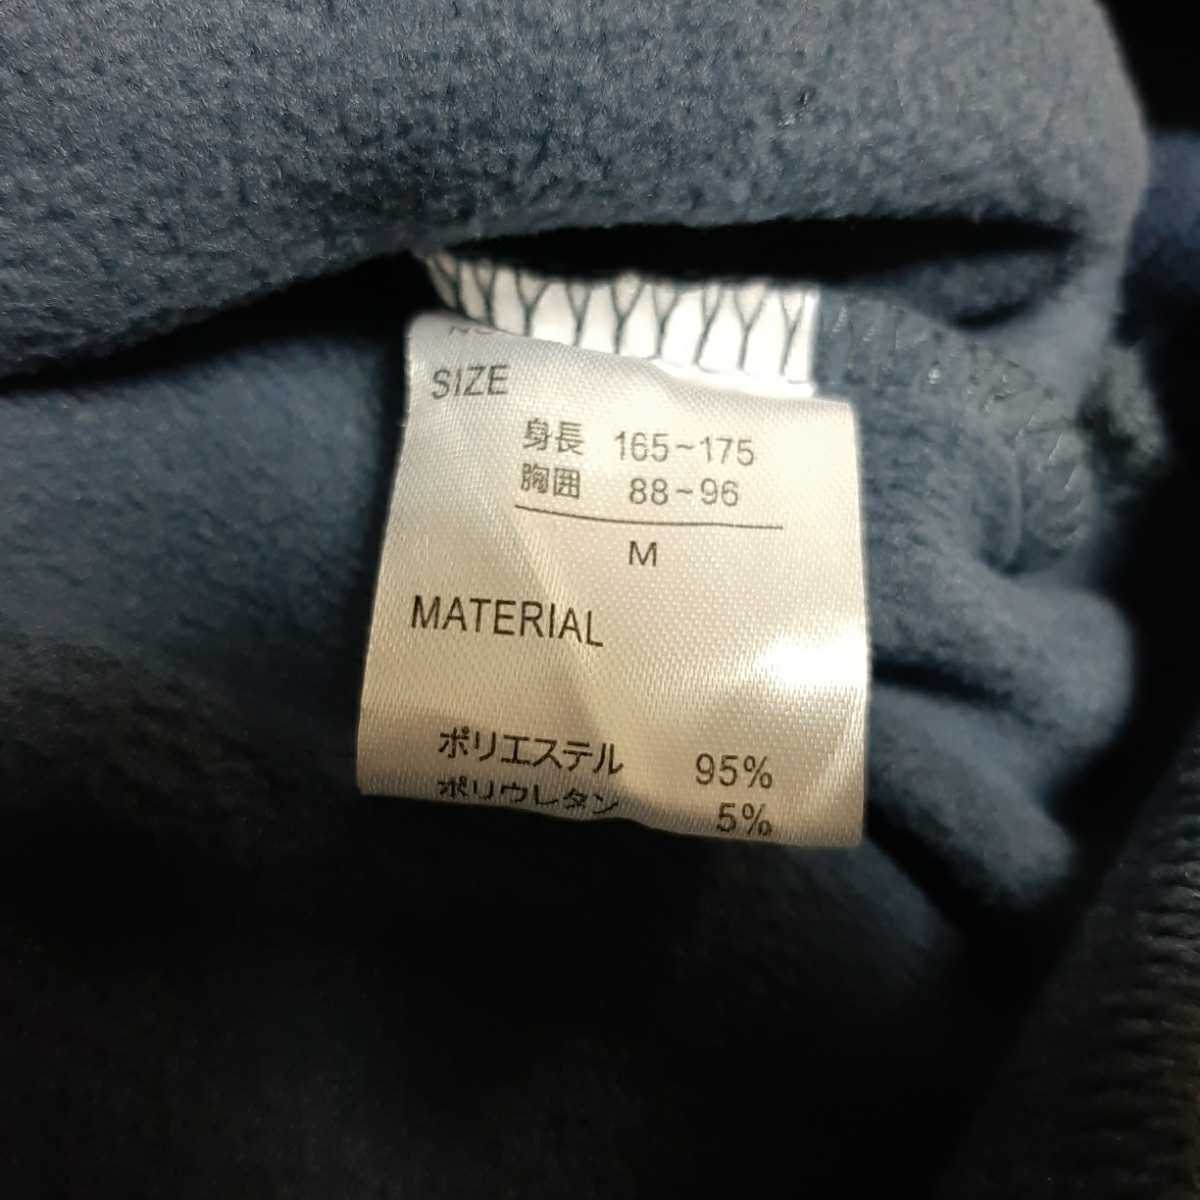 SIZE
身長 165~175
胸囲 88~96
M
MATERIAL
ポリエステル 95%
ポリウレタン 5%